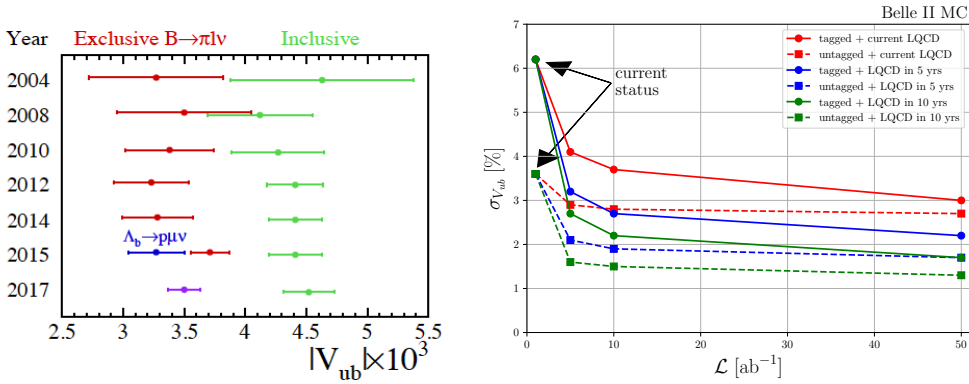 Year Exclusive B→πlν Inclusive
2004
2008
2010
2012
2014
Λb→pμν
2015
2017
2.5 3 3.5 4 4.5 5 5.5
|Vub|×10³
Belle II MC
7
6
5
4
3
2
1
0
σVub [%]
current
status
tagged + current LQCD
untagged + current LQCD
tagged + LQCD in 5 yrs
untagged + LQCD in 5 yrs
tagged + LQCD in 10 yrs
untagged + LQCD in 10 yrs
0 10 20 30 40 50
ℒ [ab⁻¹]